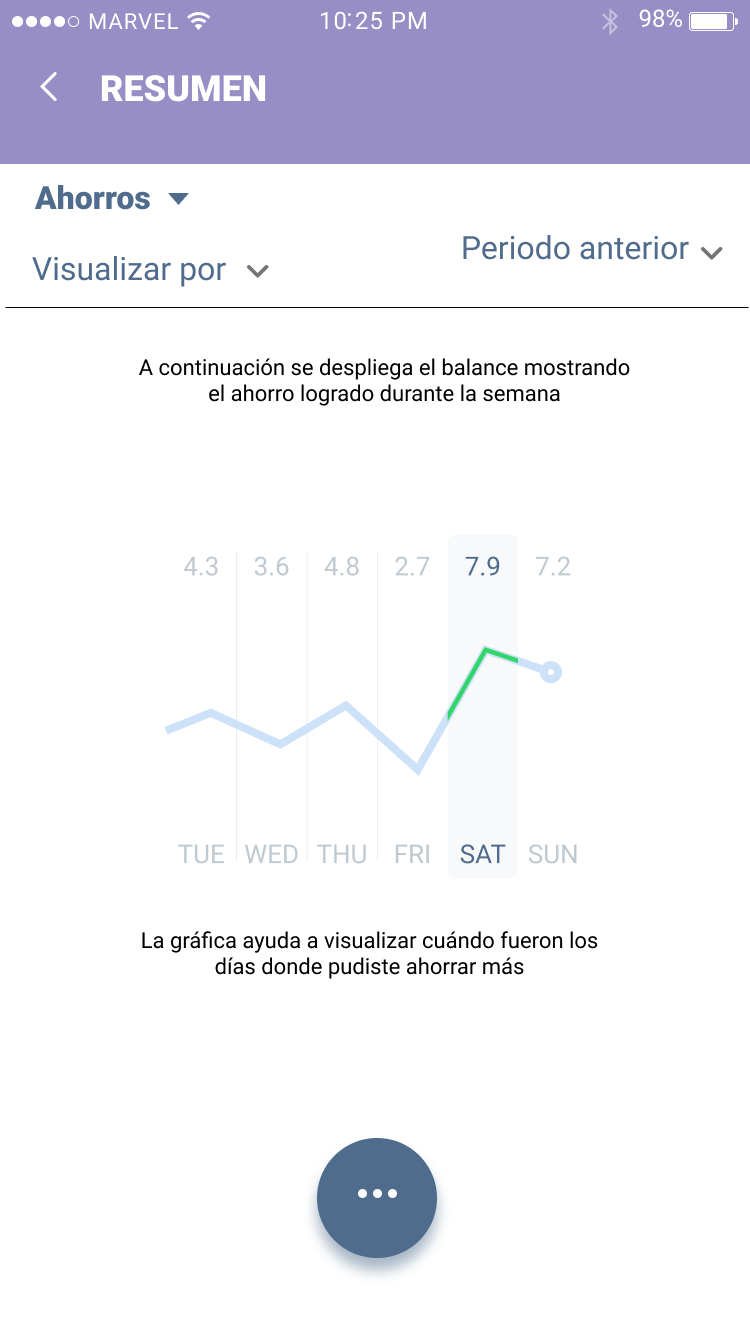 MARVEL 10:25 PM 98%
RESUMEN
Ahorros
Periodo anterior
Visualizar por
A continuación se despliega el balance mostrando
el ahorro logrado durante la semana
4.3 3.6 4.8 2.7 7.9 7.2
TUE WED THU FRI SAT SUN
La gráfica ayuda a visualizar cuándo fueron los
días donde pudiste ahorrar más